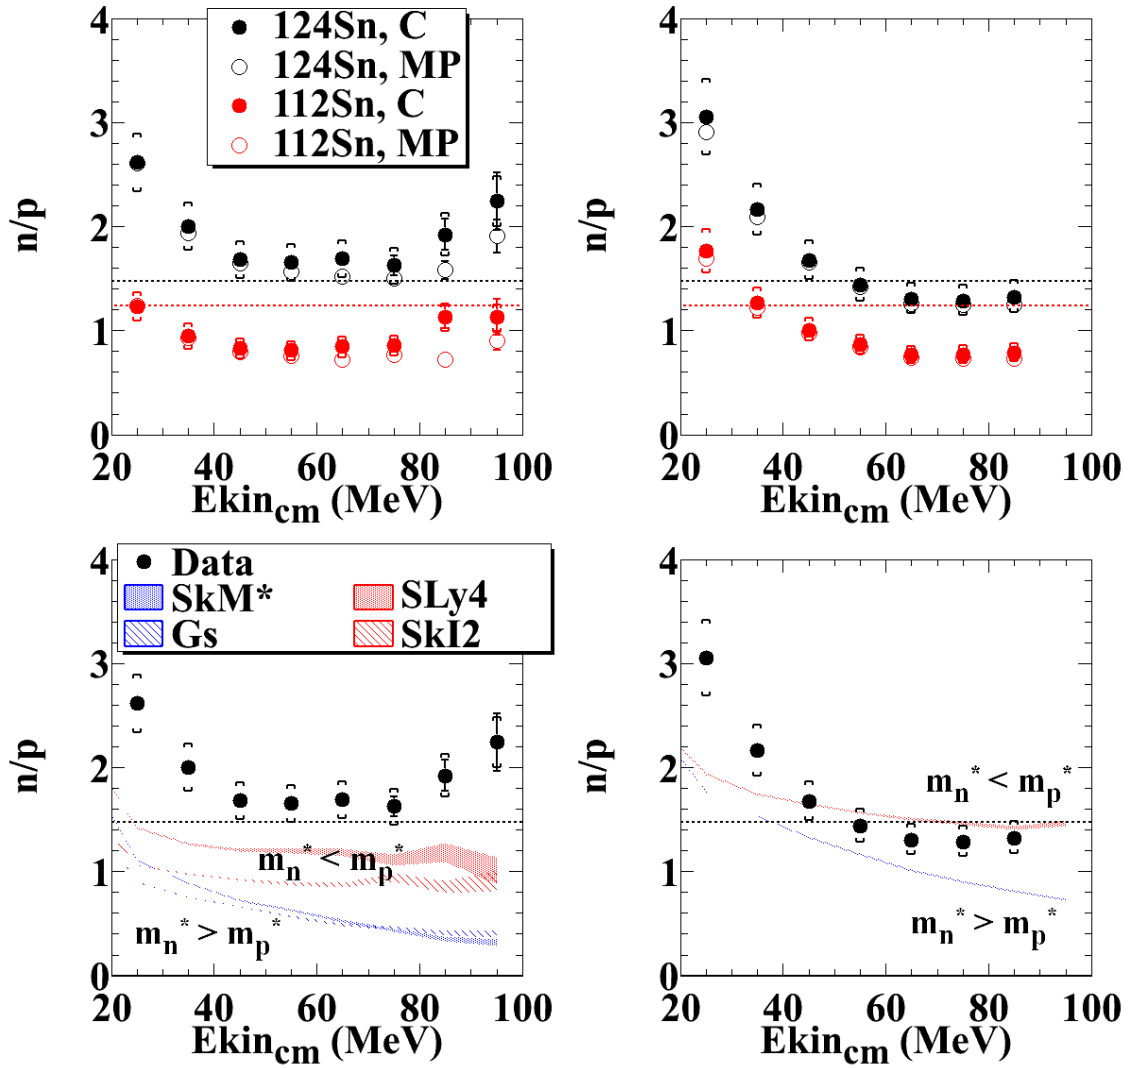 124Sn, C
124Sn, MP
112Sn, C
112Sn, MP
4
3
2
1
0
n/p
20 40 60 80 100
Ekin_cm (MeV)
4
3
2
1
0
n/p
20 40 60 80 100
Ekin_cm (MeV)
Data
SkM* SLy4
Gs SkI2
4
3
2
1
0
n/p
m_n^* < m_p^*
m_n^* > m_p^*
20 40 60 80 100
Ekin_cm (MeV)
4
3
2
1
0
n/p
m_n^* < m_p^*
m_n^* > m_p^*
20 40 60 80 100
Ekin_cm (MeV)